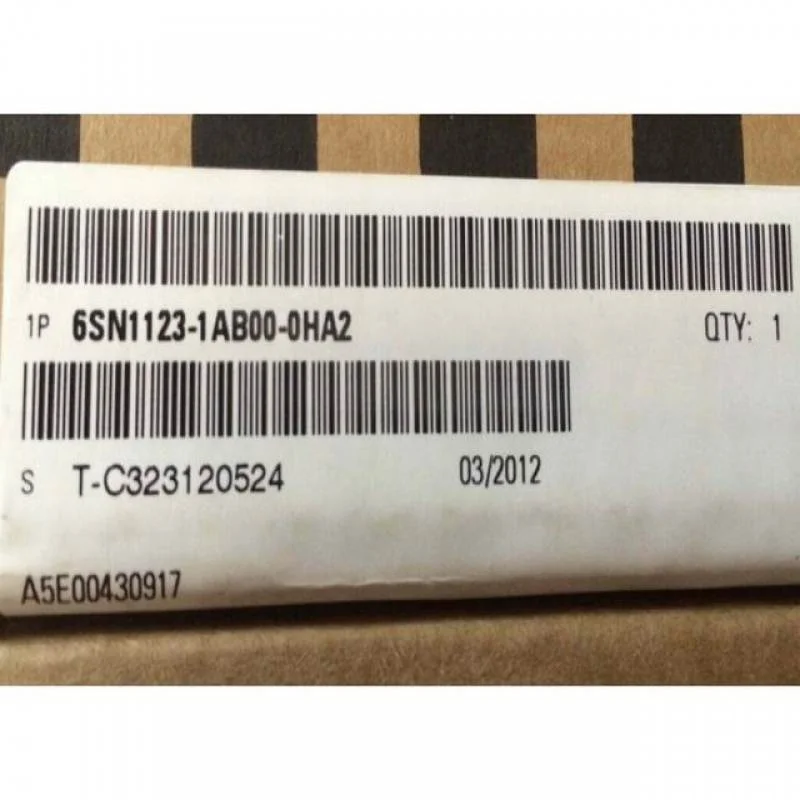 1P 6SN1123-1AB00-0HA2 QTY: 1
S T-C323120524 03/2012
A5E00430917